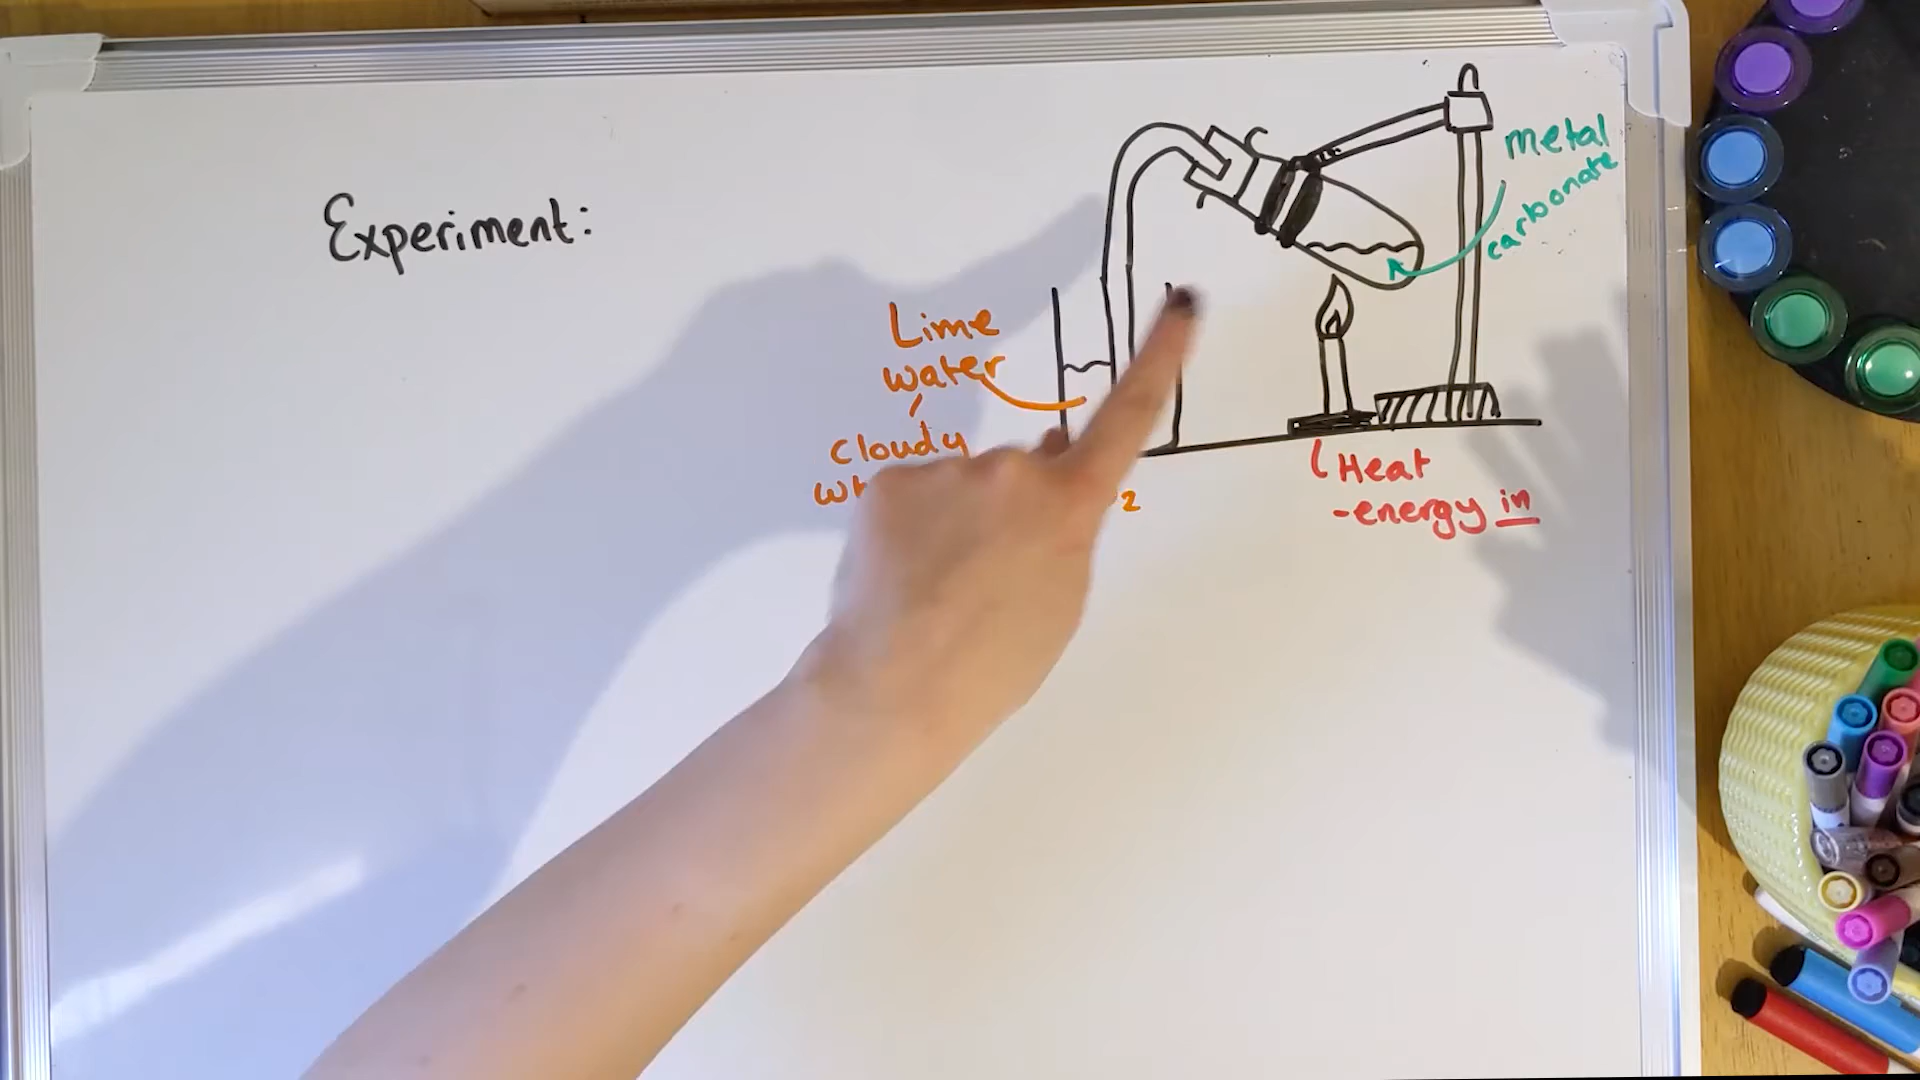 Experiment:
metal
carbonate
Lime
water
cloudy
Heat
-energy in